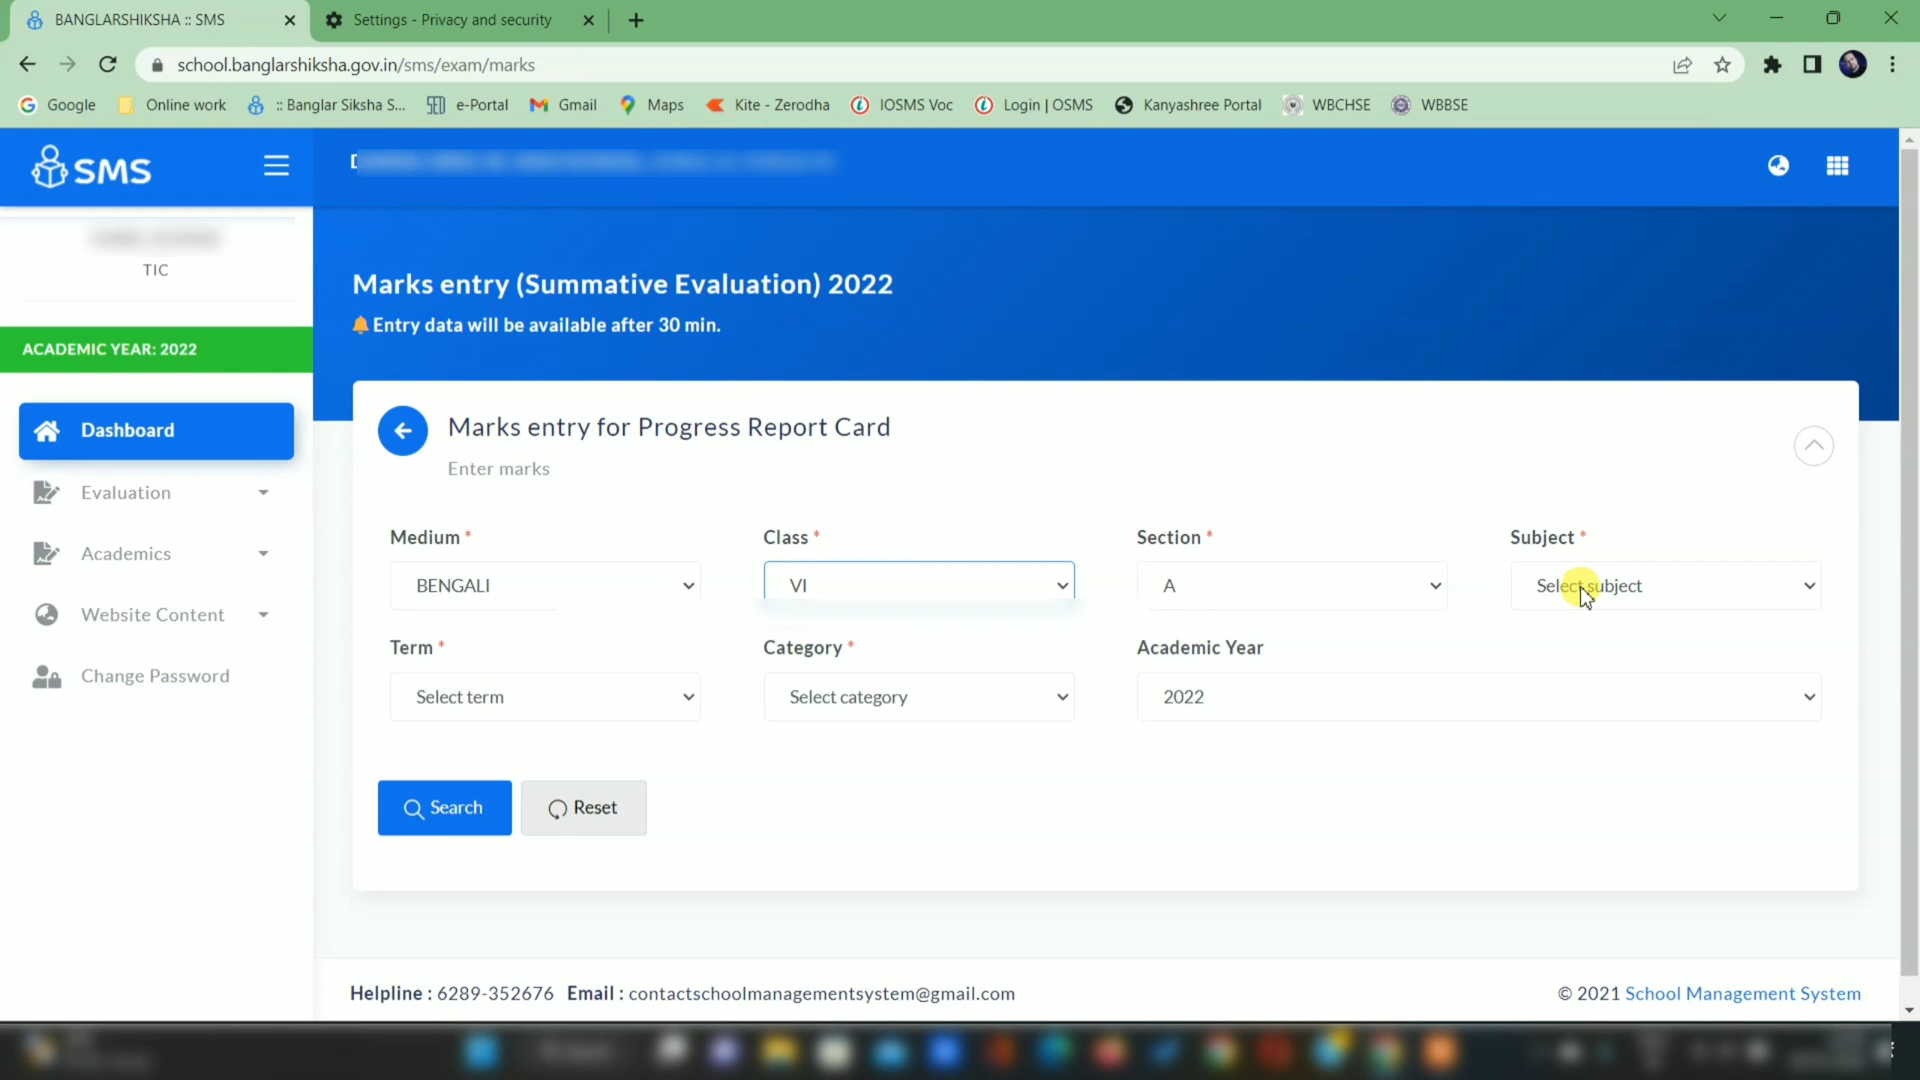 BANGLARSHIKSHA :: SMS
Settings - Privacy and security
school.banglarshiksha.gov.in/sms/exam/marks
Google
Online work
:: Banglar Siksha S...
e-Portal
Gmail
Maps
Kite - Zerodha
IOSMS Voc
Login | OSMS
Kanyashree Portal
WBCHSE
WBBSE
SMS
TIC
ACADEMIC YEAR: 2022
Dashboard
Evaluation
Academics
Website Content
Change Password
Marks entry (Summative Evaluation) 2022
Entry data will be available after 30 min.
Marks entry for Progress Report Card
Enter marks
Medium *
Class *
Section *
Subject *
BENGALI
VI
A
Select subject
Term *
Category *
Academic Year
Select term
Select category
2022
Search
Reset
Helpline : 6289-352676 Email : contactschoolmanagementsystem@gmail.com
© 2021 School Management System